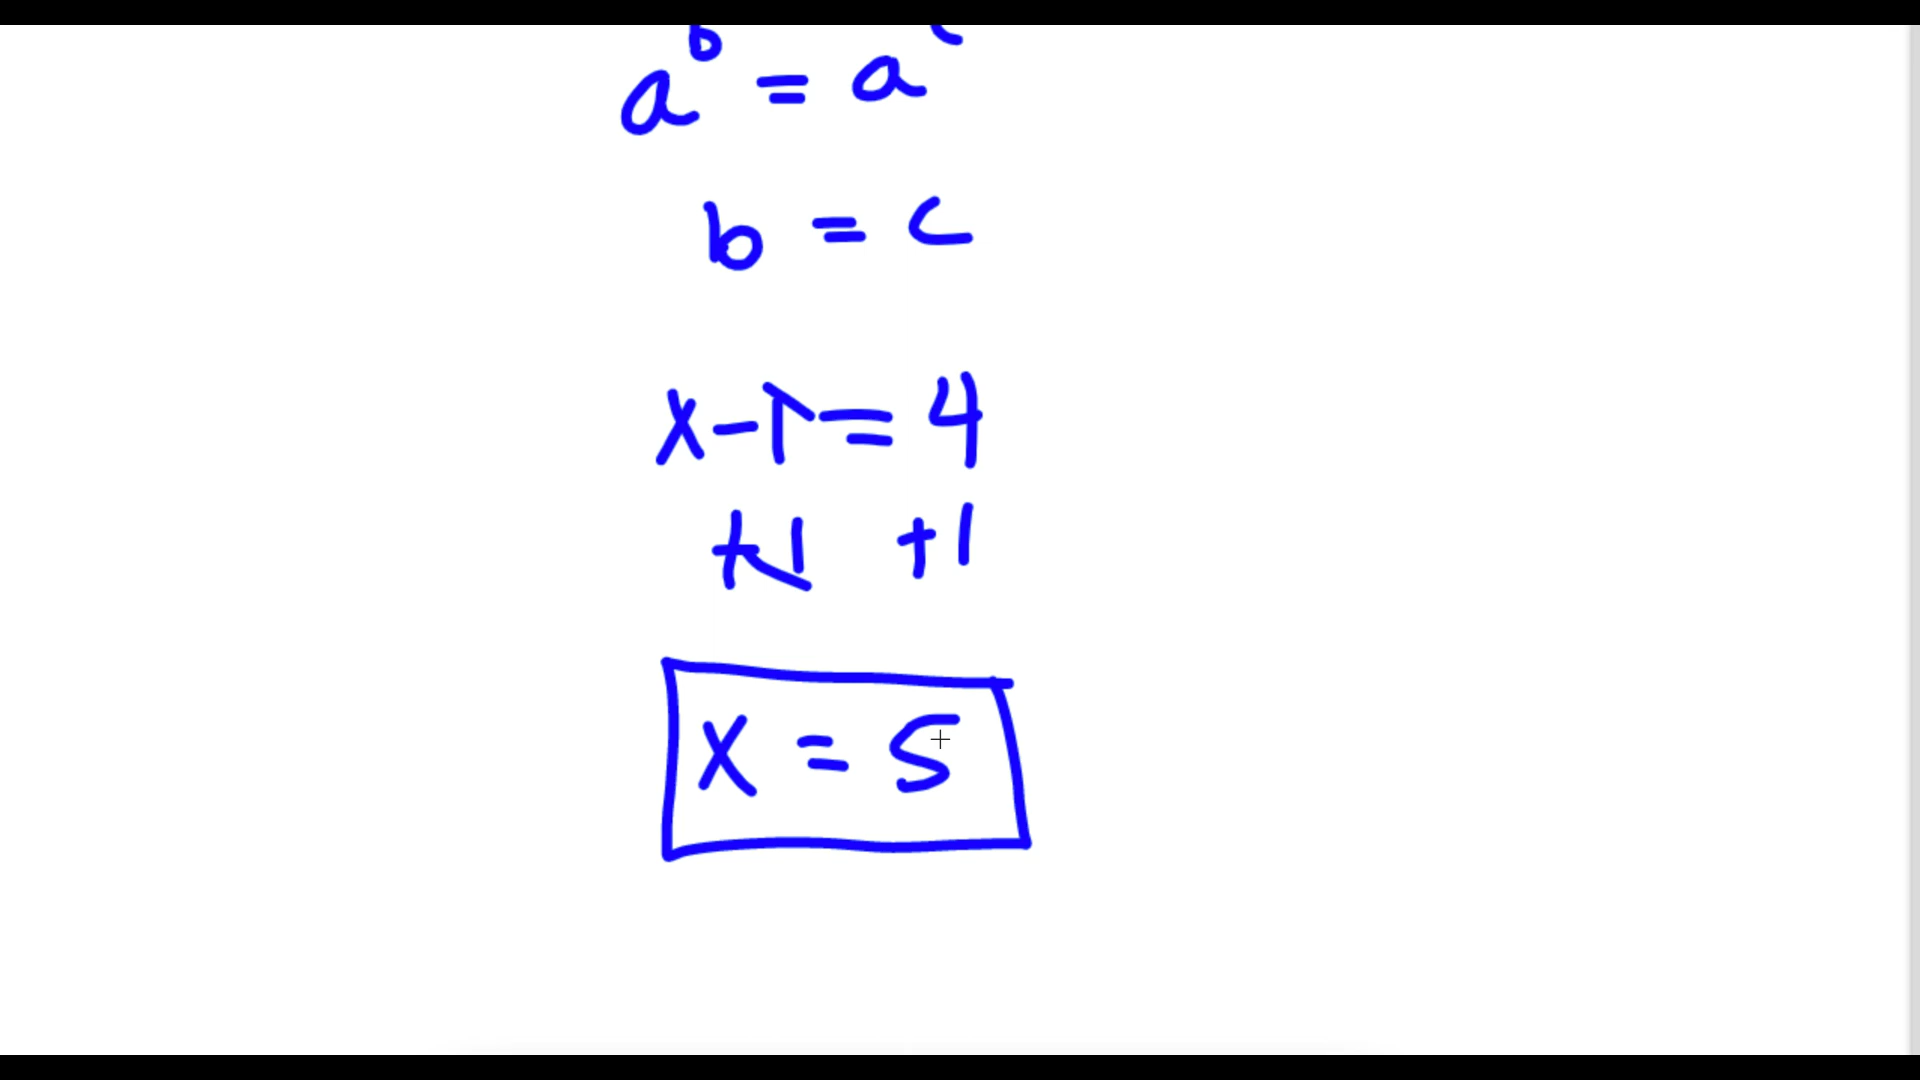 a^b = a^c
b = c
x-1=4
+1 +1
x = 5